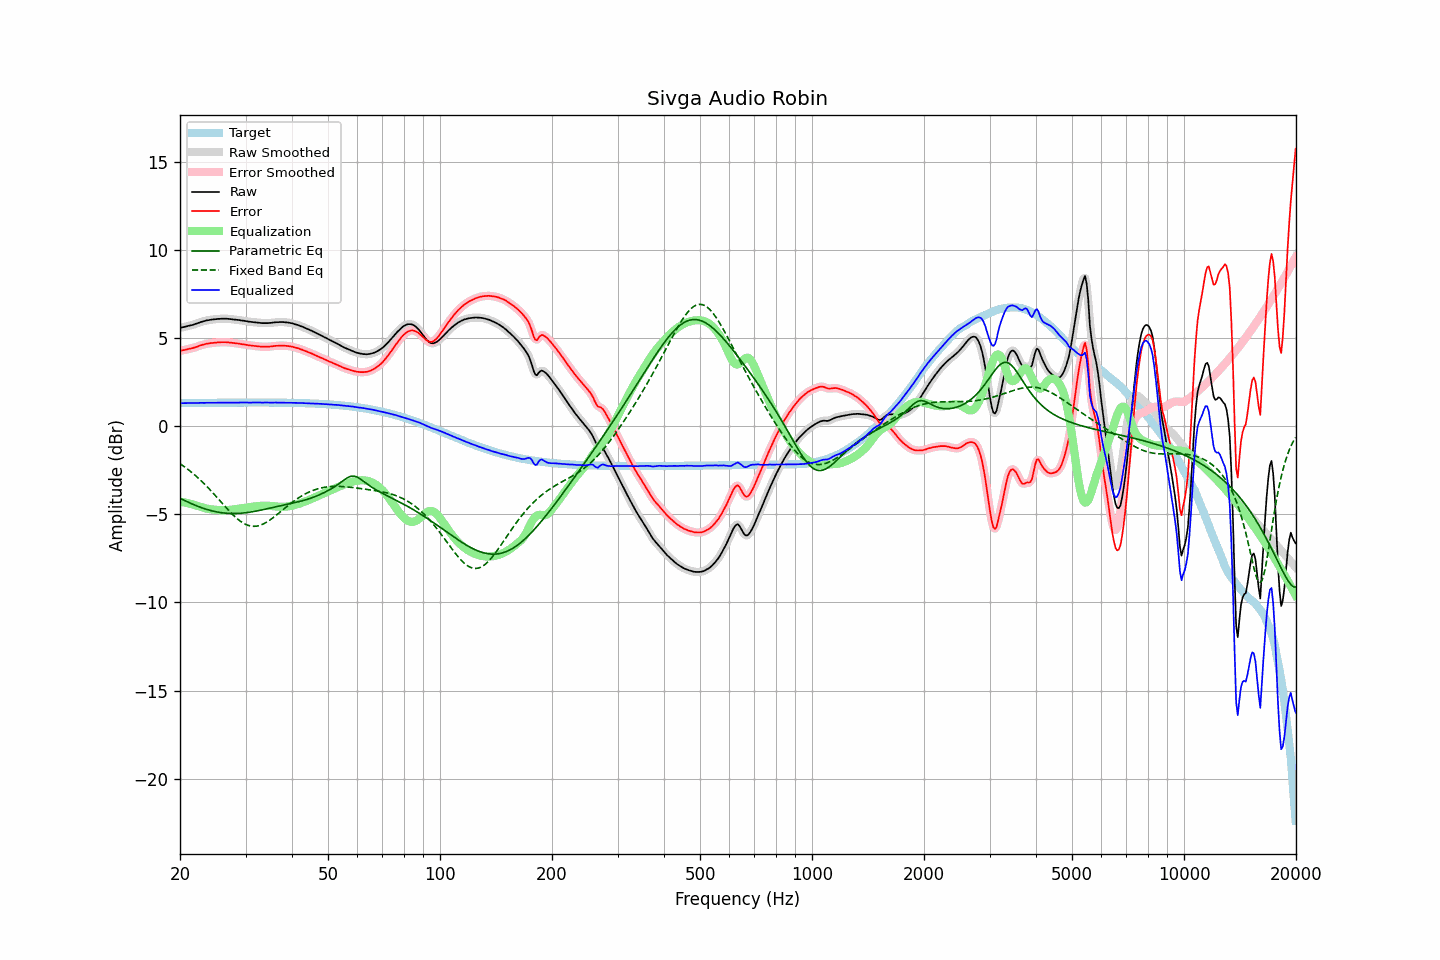 Sivga Audio Robin
Target
Raw Smoothed
Error Smoothed
Raw
Error
Equalization
Parametric Eq
Fixed Band Eq
Equalized
15
10
5
0
−5
−10
−15
−20
Amplitude (dBr)
20
50
100
200
500
1000
2000
5000
10000
20000
Frequency (Hz)